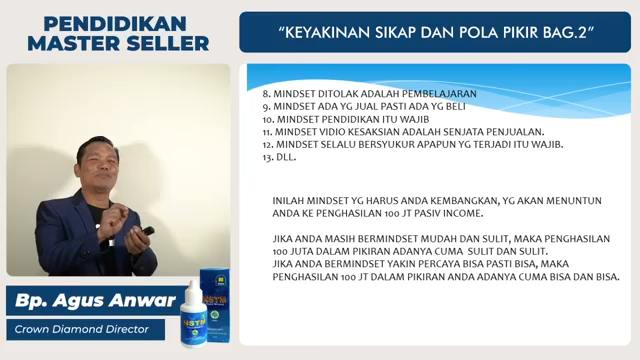 PENDIDIKAN
MASTER SELLER
“KEYAKINAN SIKAP DAN POLA PIKIR BAG.2”
8. MINDSET DITOLAK ADALAH PEMBELAJARAN
9. MINDSET ADA YG JUAL PASTI ADA YG BELI
10. MINDSET PENDIDIKAN ITU WAJIB
11. MINDSET VIDIO KESAKSIAN ADALAH SENJATA PENJUALAN.
12. MINDSET SELALU BERSYUKUR APAPUN YG TERJADI ITU WAJIB.
13. DLL.
INILAH MINDSET YG HARUS ANDA KEMBANGKAN, YG AKAN MENUNTUN
ANDA KE PENGHASILAN 100 JT PASIV INCOME.
JIKA ANDA MASIH BERMINDSET MUDAH DAN SULIT, MAKA PENGHASILAN
100 JUTA DALAM PIKIRAN ADANYA CUMA SULIT DAN SULIT.
JIKA ANDA BERMINDSET YAKIN PERCAYA BISA PASTI BISA, MAKA
PENGHASILAN 100 JT DALAM PIKIRAN ANDA ADANYA CUMA BISA DAN BISA.
Bp. Agus Anwar
Crown Diamond Director